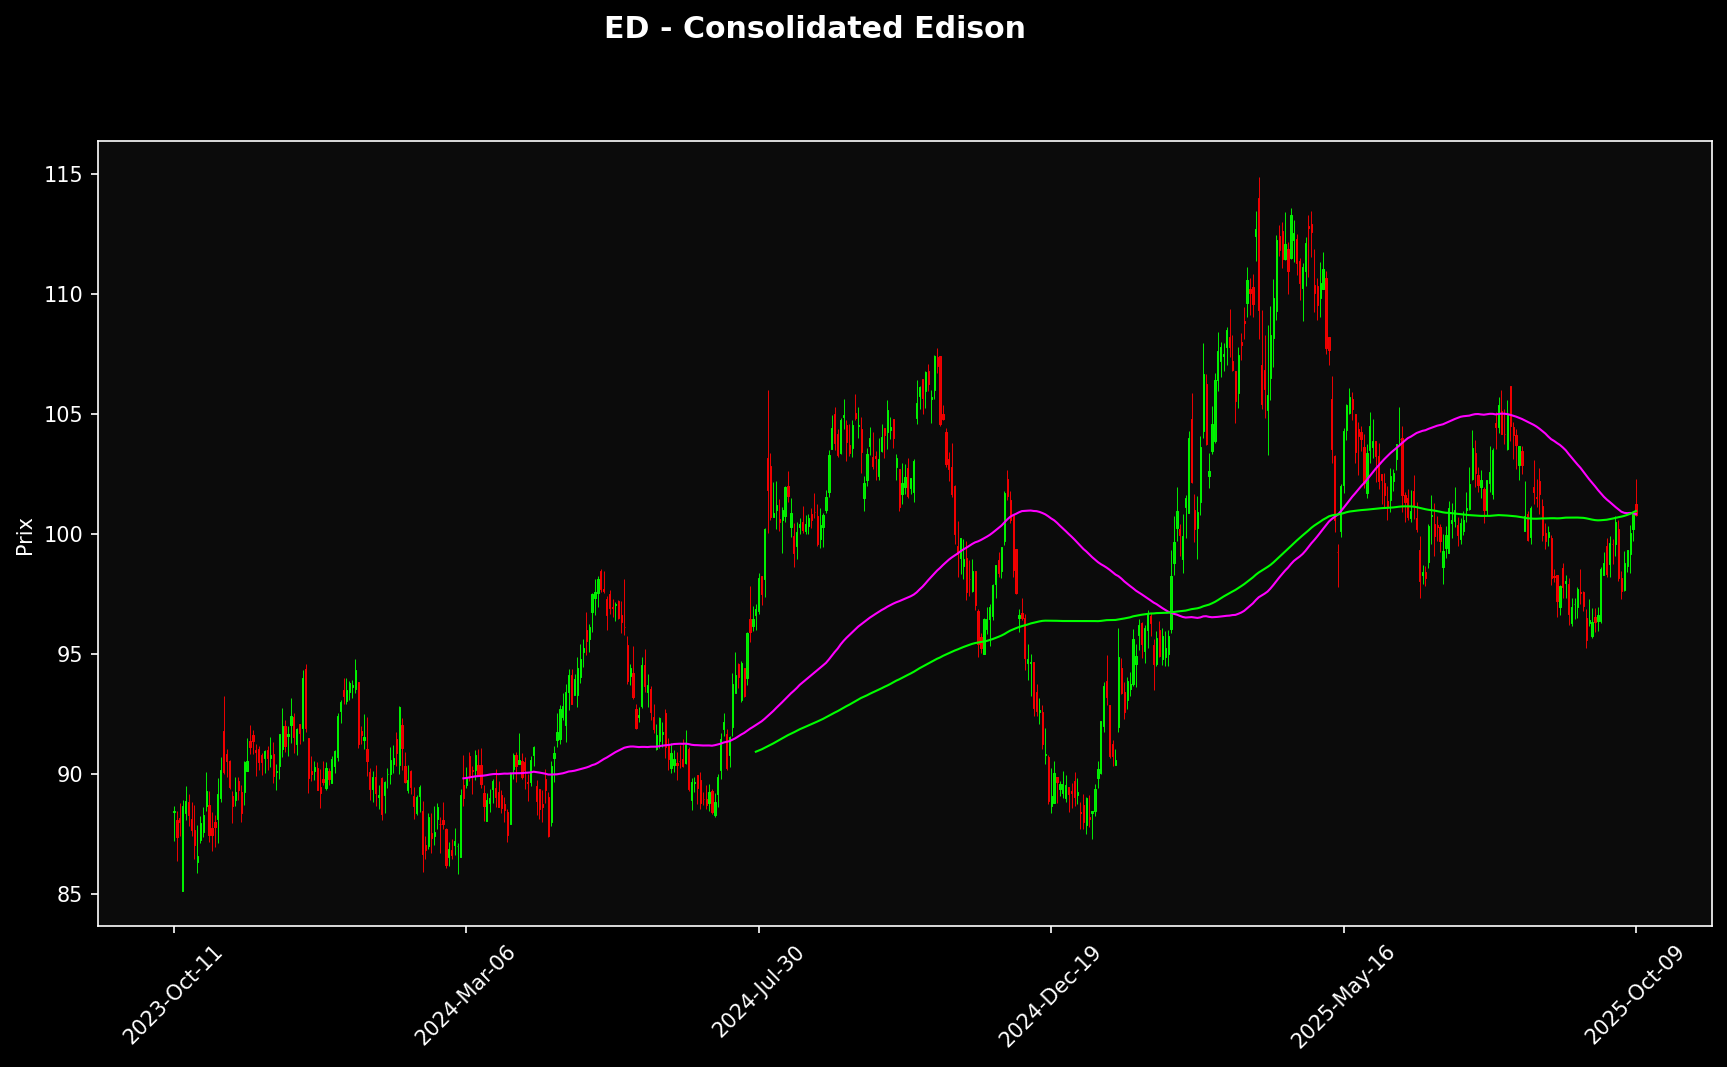 ED - Consolidated Edison
Prix
115
110
105
100
95
90
85
2023-Oct-11
2024-Mar-06
2024-Jul-30
2024-Dec-19
2025-May-16
2025-Oct-09